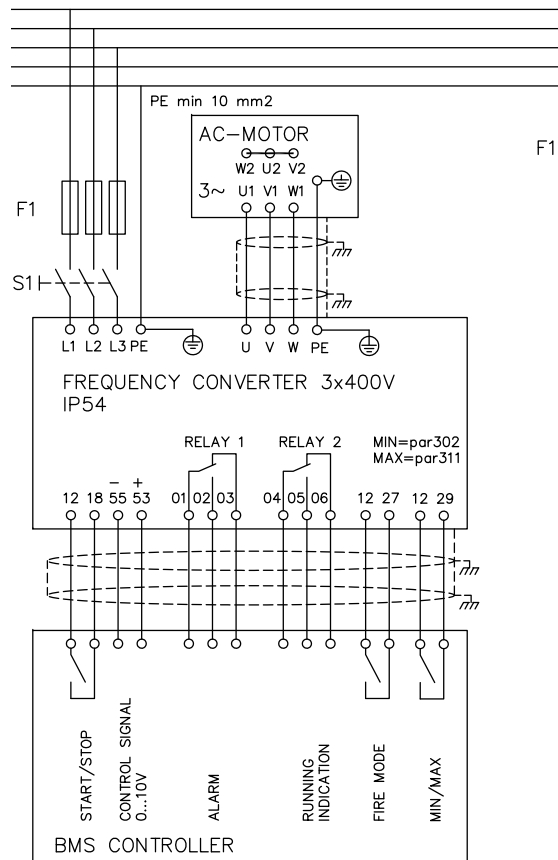 PE min 10 mm2
AC-MOTOR
W2 U2 V2
3~ U1 V1 W1
F1
F1
S1
L1 L2 L3 PE
U V W PE
FREQUENCY CONVERTER 3x400V
IP54
RELAY 1
RELAY 2
MIN=par302
MAX=par311
- +
12 18 55 53 01 02 03 04 05 06 12 27 12 29
START/STOP
CONTROL SIGNAL
0...10V
ALARM
RUNNING
INDICATION
FIRE MODE
MIN/MAX
BMS CONTROLLER